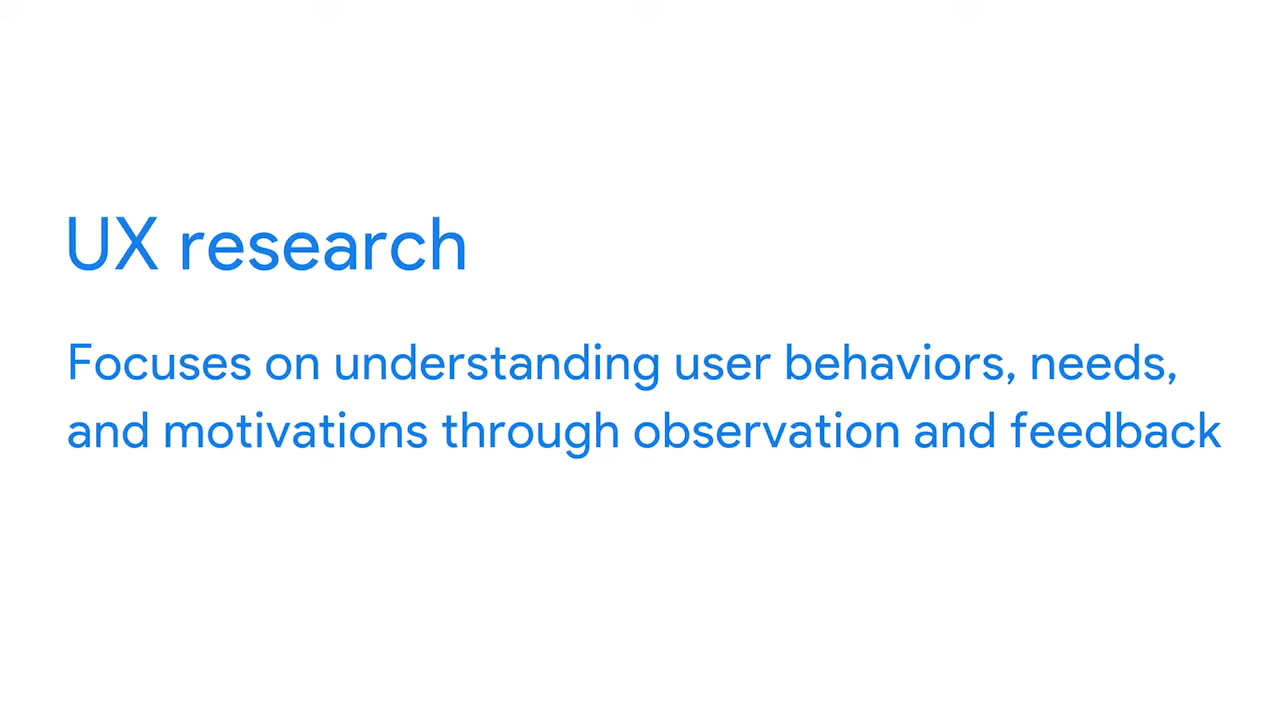 UX research
Focuses on understanding user behaviors, needs,
and motivations through observation and feedback